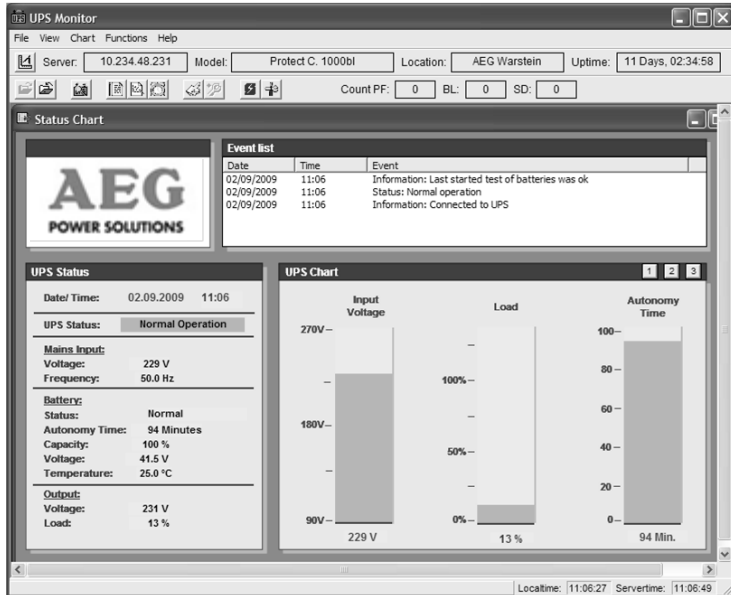 UPS Monitor
File View Chart Functions Help
Server: 10.234.48.231 Model: Protect C. 1000bl Location: AEG Warstein Uptime: 11 Days, 02:34:58
Count PF: 0 BL: 0 SD: 0
Status Chart
AEG
POWER SOLUTIONS
Event list
Date Time Event
02/09/2009 11:06 Information: Last started test of batteries was ok
02/09/2009 11:06 Status: Normal operation
02/09/2009 11:06 Information: Connected to UPS
UPS Status
Date/ Time: 02.09.2009 11:06
UPS Status: Normal Operation
Mains Input:
Voltage: 229 V
Frequency: 50.0 Hz
Battery:
Status: Normal
Autonomy Time: 94 Minutes
Capacity: 100 %
Voltage: 41.5 V
Temperature: 25.0 °C
Output:
Voltage: 231 V
Load: 13 %
UPS Chart 1 2 3
Input
Voltage
270V
180V
90V
229 V
Load
100%
50%
0%
13 %
Autonomy
Time
100
80
60
40
20
0
94 Min.
Localtime: 11:06:27 Servertime: 11:06:49